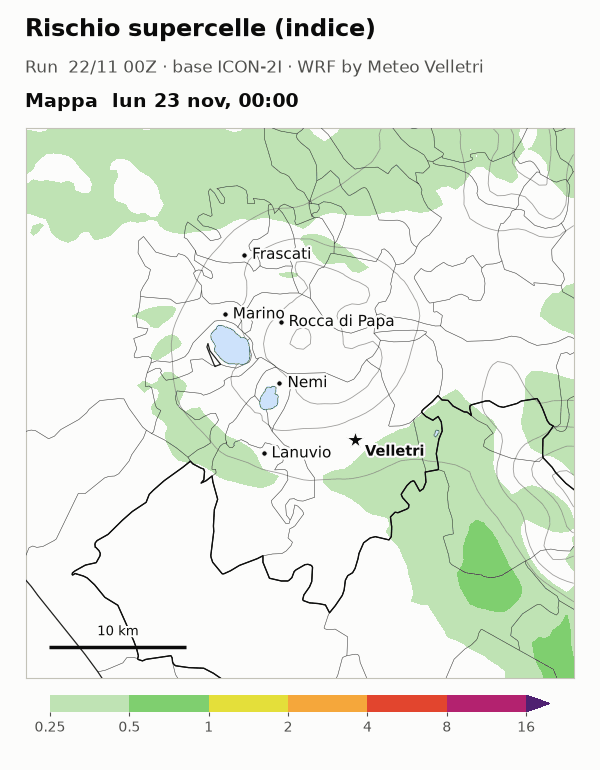 Rischio supercelle (indice)
Run  22/11 00Z · base ICON-2I · WRF by Meteo Velletri
Mappa  lun 23 nov, 00:00
Frascati
Marino
Rocca di Papa
Nemi
Velletri
Lanuvio
10 km
0.25 0.5 1 2 4 8 16